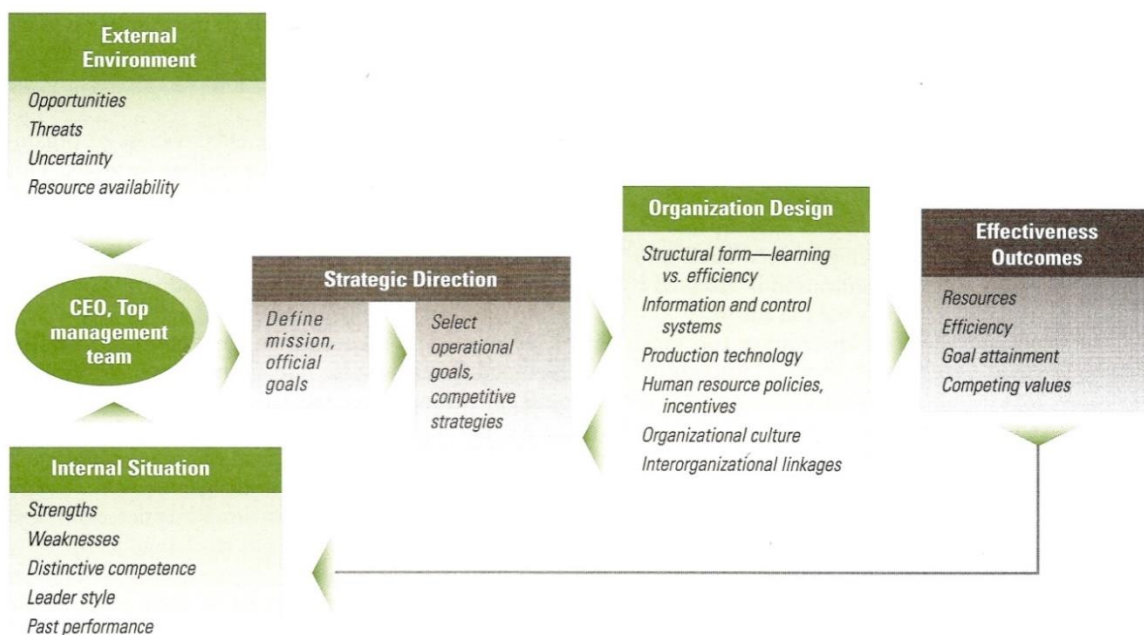 External
Environment
Opportunities
Threats
Uncertainty
Resource availability
CEO, Top
management
team
Internal Situation
Strengths
Weaknesses
Distinctive competence
Leader style
Past performance
Strategic Direction
Define
mission,
official
goals
Select
operational
goals,
competitive
strategies
Organization Design
Structural form—learning
vs. efficiency
Information and control
systems
Production technology
Human resource policies,
incentives
Organizational culture
Interorganizational linkages
Effectiveness
Outcomes
Resources
Efficiency
Goal attainment
Competing values